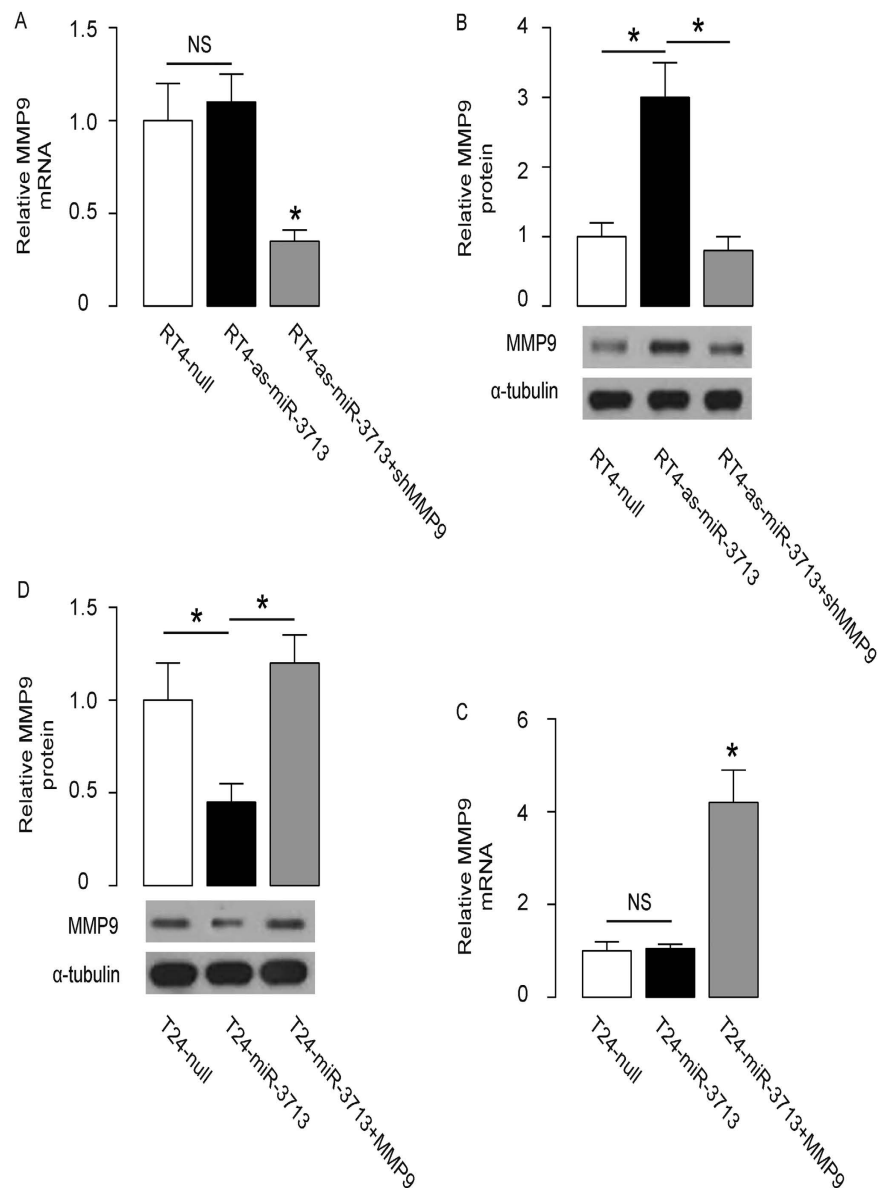 A
Relative MMP9
mRNA
1.5
1.0
0.5
0
NS
*
RT4-null
RT4-as-miR-3713
RT4-as-miR-3713+shMMP9
B
Relative MMP9
protein
4
3
2
1
0
*
*
MMP9
α-tubulin
RT4-null
RT4-as-miR-3713
RT4-as-miR-3713+shMMP9
D
Relative MMP9
protein
1.5
1.0
0.5
0
*
*
MMP9
α-tubulin
T24-null
T24-miR-3713
T24-miR-3713+MMP9
C
Relative MMP9
mRNA
6
4
2
0
NS
*
T24-null
T24-miR-3713
T24-miR-3713+MMP9